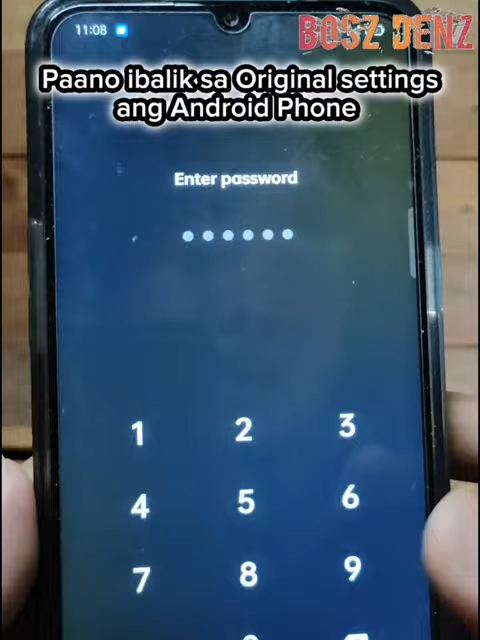 11:08
BOSZ DENZ
Paano ibalik sa Original settings
ang Android Phone
Enter password
1 2 3
4 5 6
7 8 9